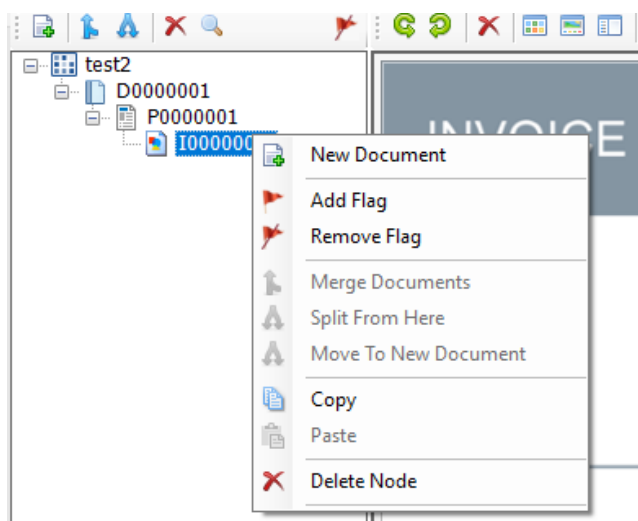 test2
D0000001
P0000001
INVOICE
New Document
Add Flag
Remove Flag
Merge Documents
Split From Here
Move To New Document
Copy
Paste
Delete Node